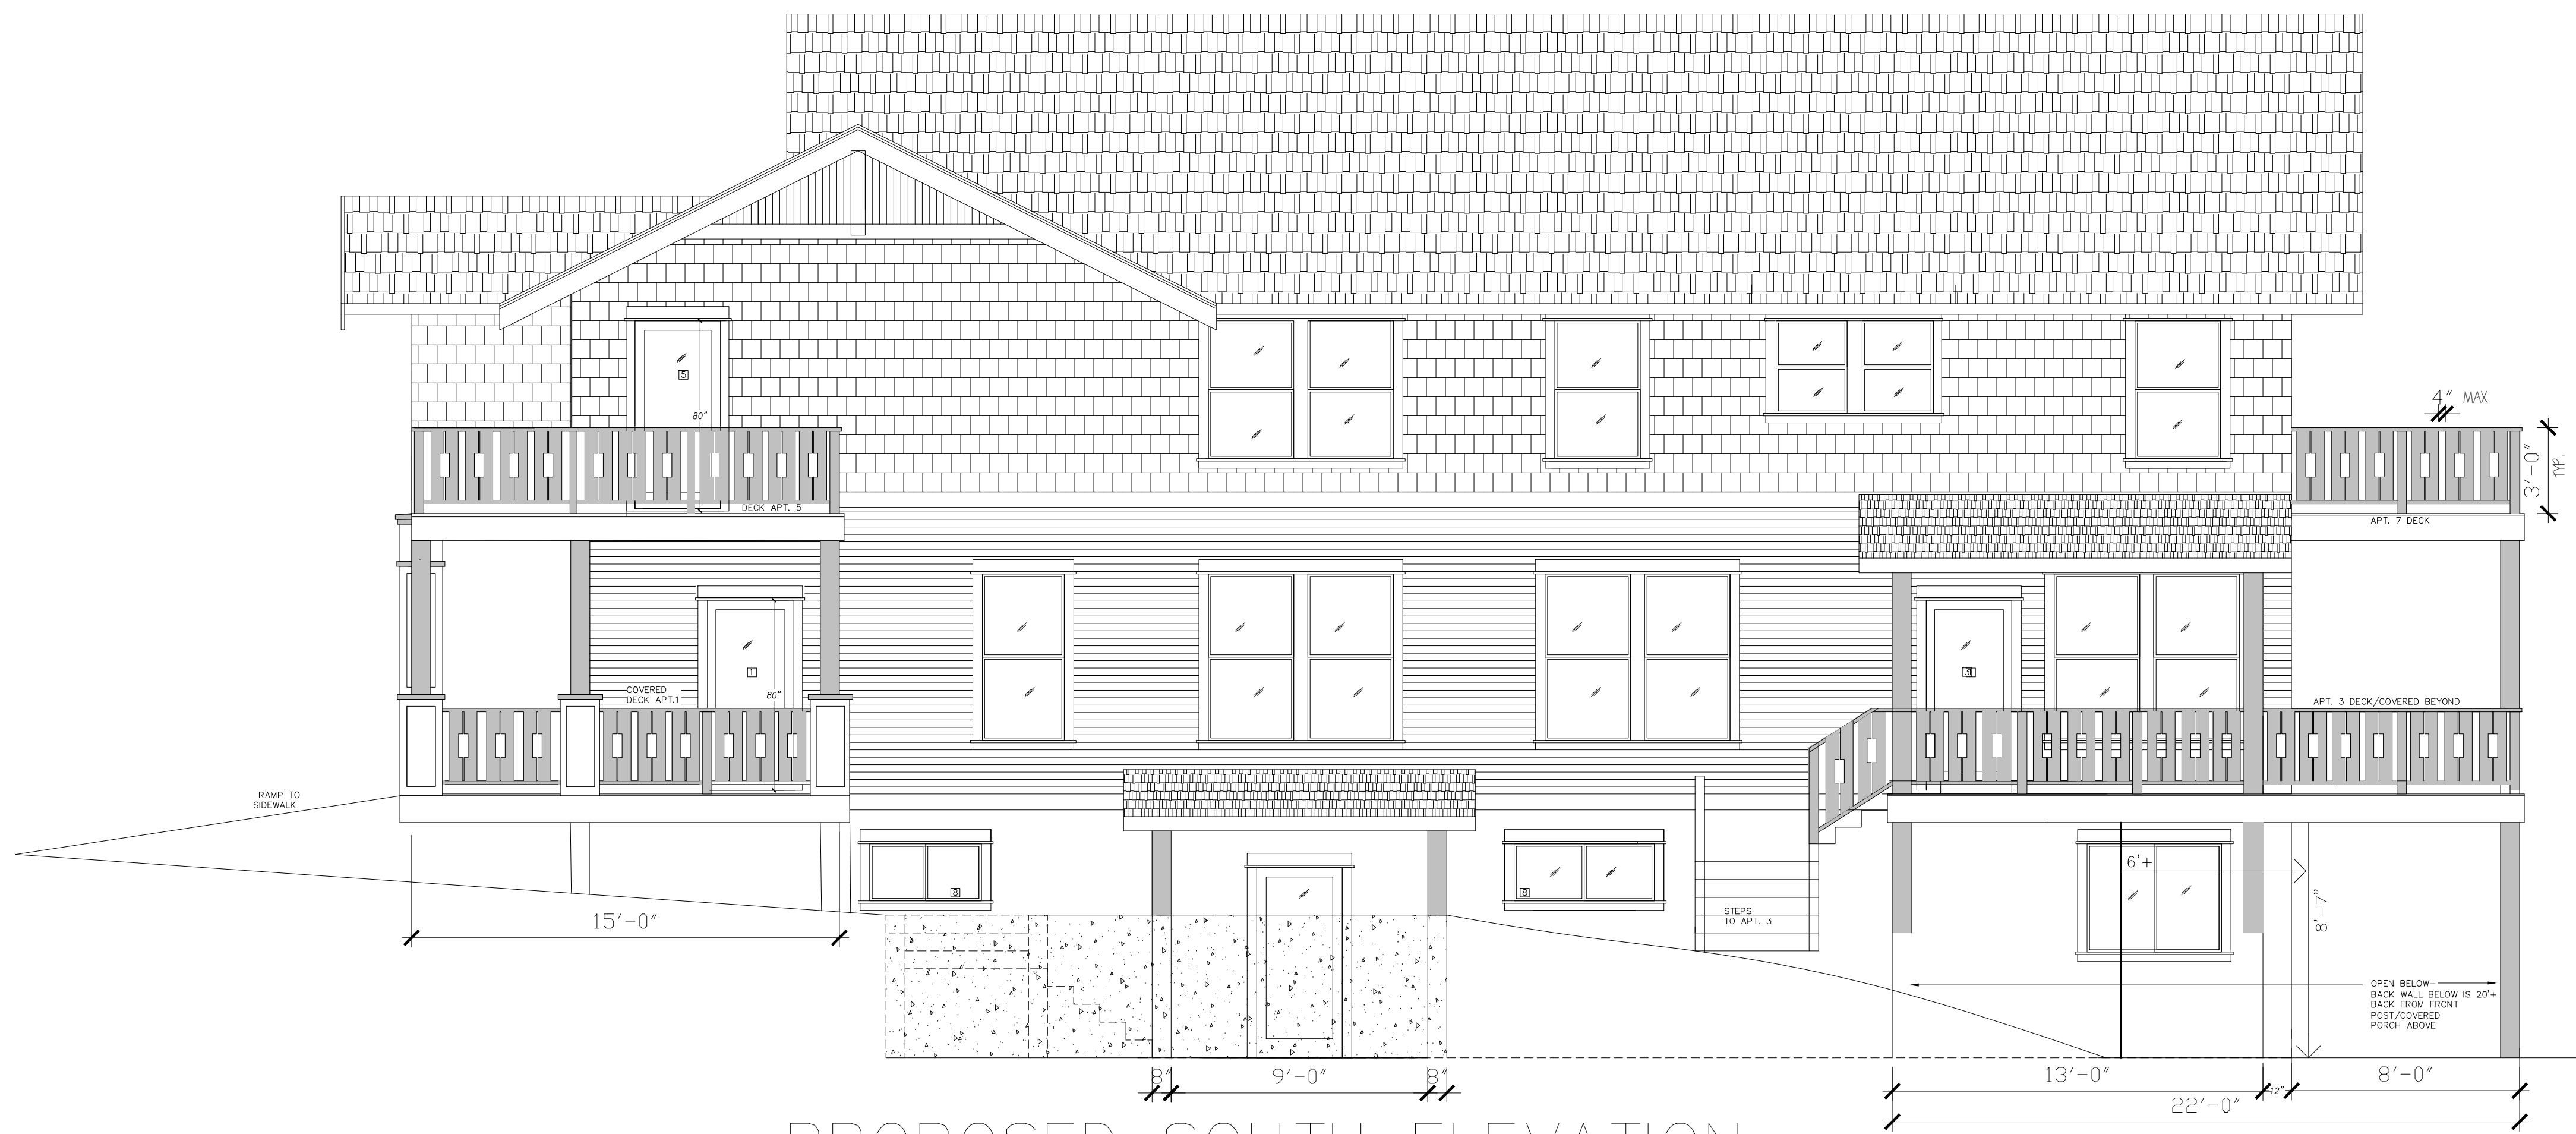 5
80"
DECK APT. 5
4" MAX
3'-0"
TYP.
APT. 7 DECK
1
80"
COVERED
DECK APT.1
APT. 3 DECK/COVERED BEYOND
RAMP TO
SIDEWALK
8
8
6'+
8'-7"
15'-0"
STEPS
TO APT. 3
OPEN BELOW-
BACK WALL BELOW IS 20'+
BACK FROM FRONT
POST/COVERED
PORCH ABOVE
8"
9'-0"
8"
13'-0"
12"
8'-0"
22'-0"
PROPOSED SOUTH ELEVATION